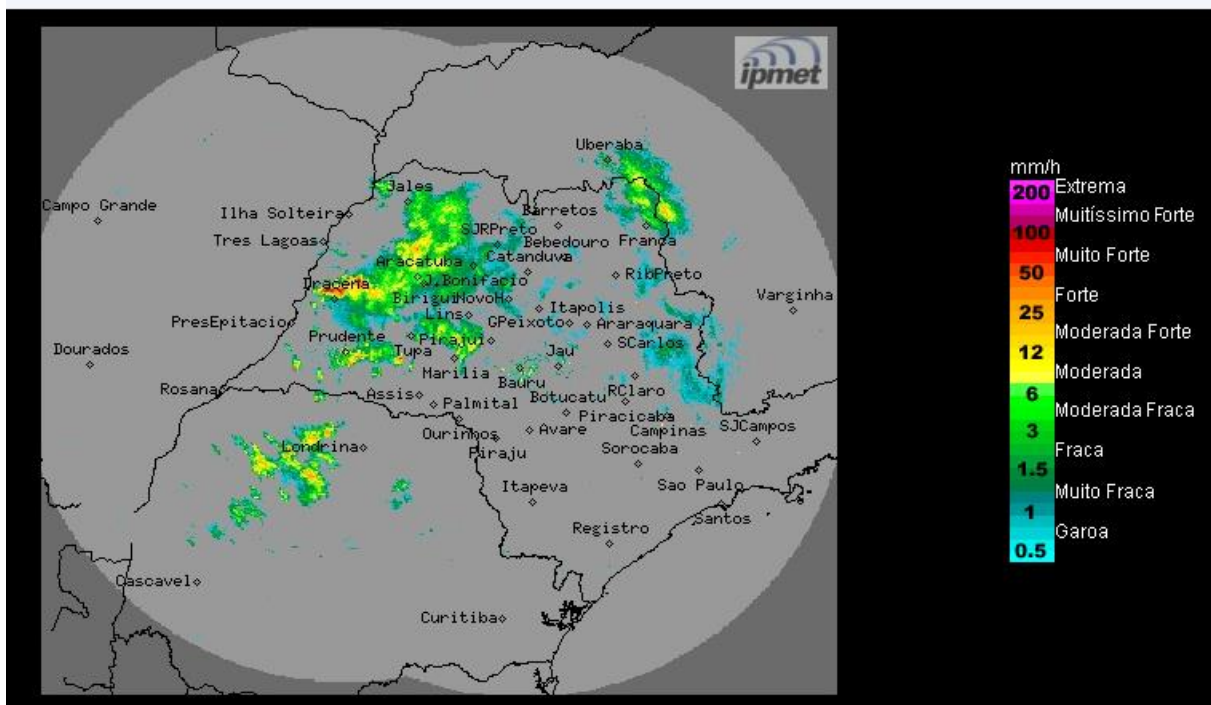 ipmet
Uberaba
Jales
Campo Grande
Ilha Solteira
Barretos
SJRPreto
Franca
Tres Lagoas
Bebedouro
Catanduva
Aracatuba
RibPreto
Dracena
J.Bonifacio
Birigui
NovoH
Varginha
Itapolis
Lins
PresEpitacio
GPeixoto
Araraquara
Prudente
Pirajui
SCarlos
Dourados
Tupa
Jau
Marilia
Bauru
Rosana
Assis
RClaro
Palmital
Botucatu
Piracicaba
Ourinhos
Avare
Campinas
SJCampos
Londrina
Piraju
Sorocaba
Itapeva
Sao Paulo
Santos
Registro
Cascavel
Curitiba
mm/h
200 Extrema
Muitíssimo Forte
100
Muito Forte
50
Forte
25
Moderada Forte
12
Moderada
6
Moderada Fraca
3
Fraca
1.5
Muito Fraca
1
Garoa
0.5